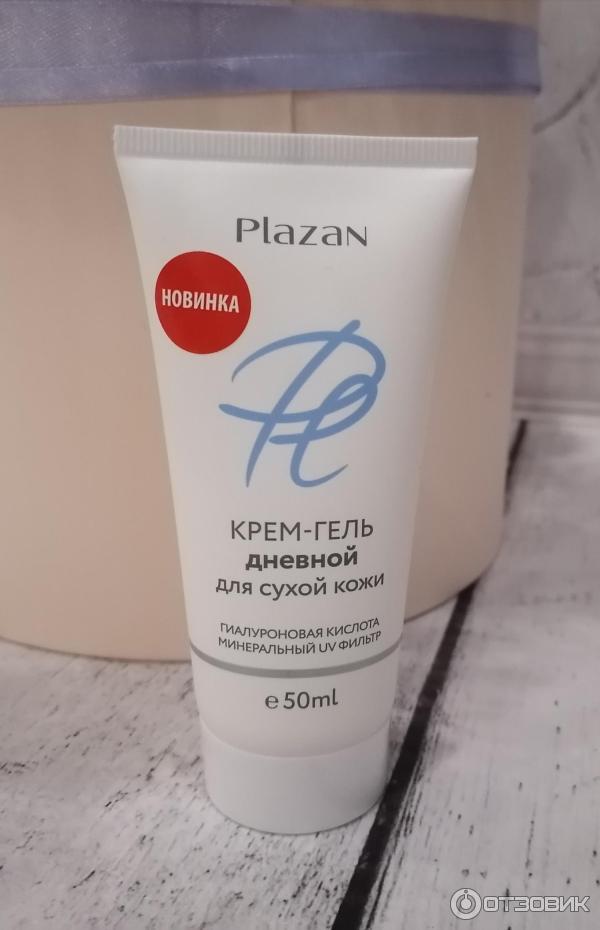 Plazan
НОВИНКА
КРЕМ-ГЕЛЬ
дневной
для сухой кожи
ГИАЛУРОНОВАЯ КИСЛОТА
МИНЕРАЛЬНЫЙ UV ФИЛЬТР
℮50ml
ОТЗОВИК